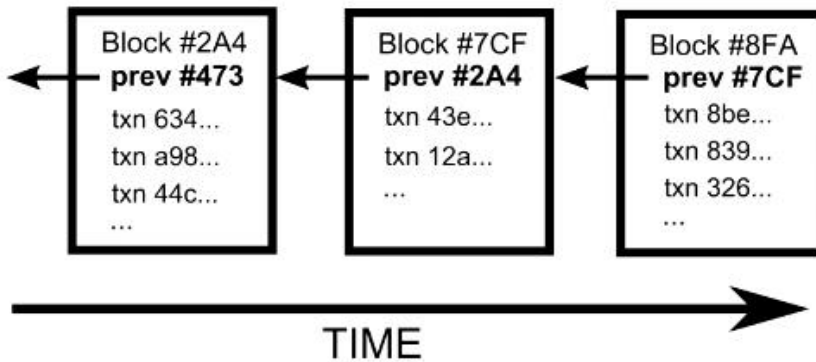 Block #2A4
prev #473
txn 634...
txn a98...
txn 44c...
...
Block #7CF
prev #2A4
txn 43e...
txn 12a...
...
Block #8FA
prev #7CF
txn 8be...
txn 839...
txn 326...
...
TIME